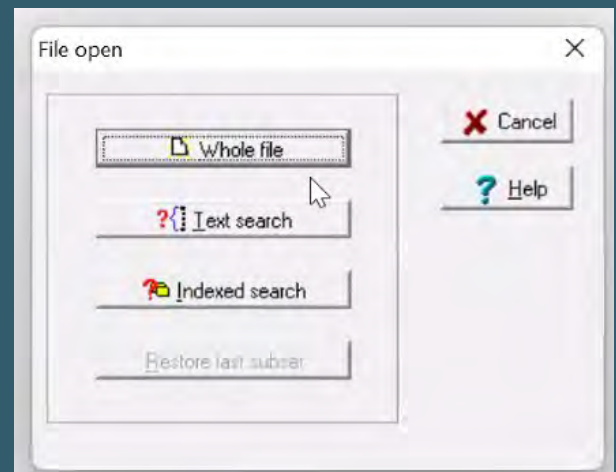 File open
Whole file
Cancel
Text search
Help
Indexed search
Restore last subset